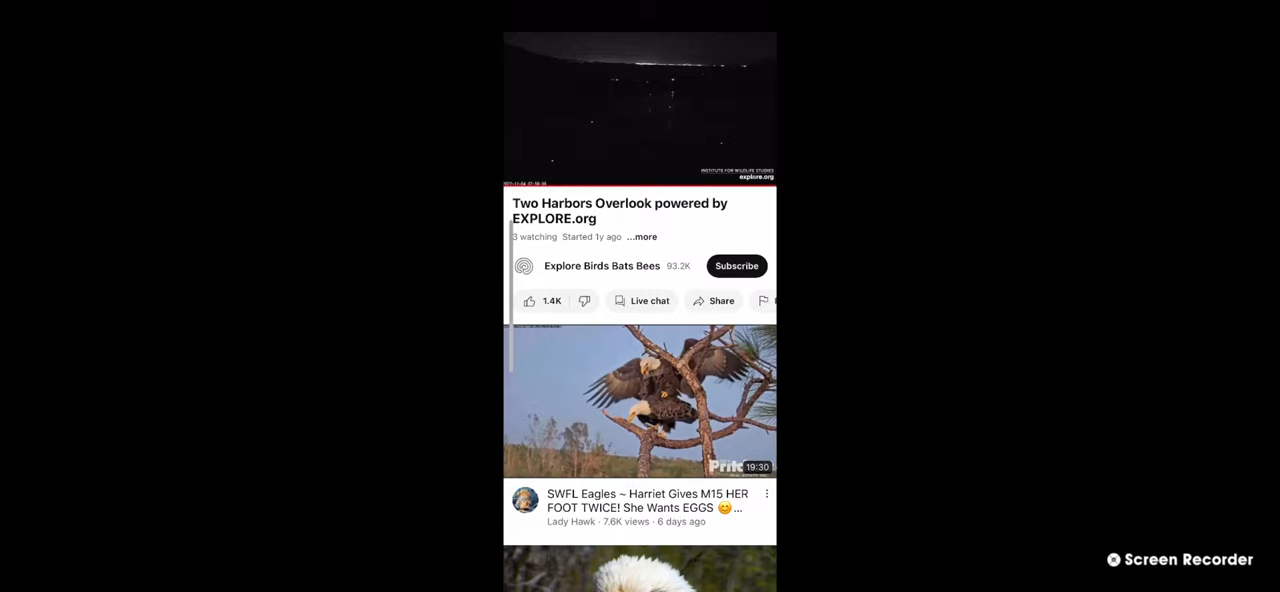 INSTITUTE FOR WILDLIFE STUDIES
explore.org
Two Harbors Overlook powered by
EXPLORE.org
3 watching Started 1y ago ...more
Explore Birds Bats Bees 93.2K Subscribe
1.4K Live chat Share
Pritc
19:30
SWFL Eagles ~ Harriet Gives M15 HER
FOOT TWICE! She Wants EGGS 😊...
Lady Hawk · 7.6K views · 6 days ago
Screen Recorder